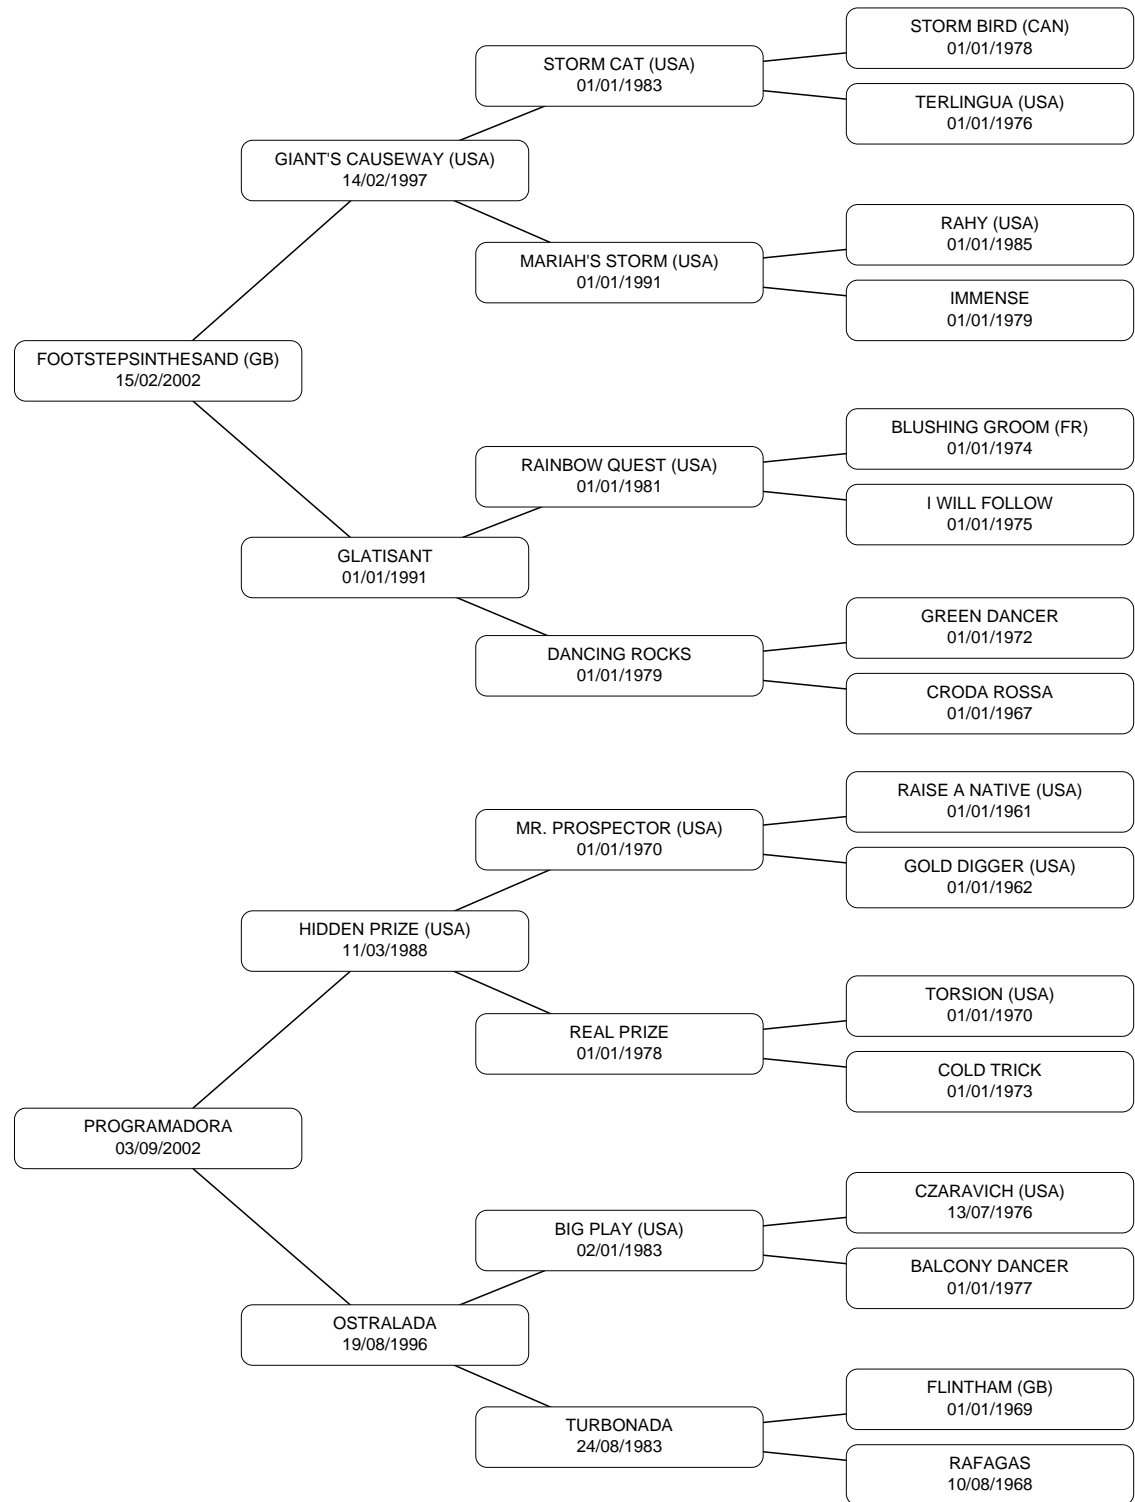 STORM BIRD (CAN)
01/01/1978
STORM CAT (USA)
01/01/1983
TERLINGUA (USA)
01/01/1976
GIANT'S CAUSEWAY (USA)
14/02/1997
RAHY (USA)
01/01/1985
MARIAH'S STORM (USA)
01/01/1991
IMMENSE
01/01/1979
FOOTSTEPSINTHESAND (GB)
15/02/2002
BLUSHING GROOM (FR)
01/01/1974
RAINBOW QUEST (USA)
01/01/1981
I WILL FOLLOW
01/01/1975
GLATISANT
01/01/1991
GREEN DANCER
01/01/1972
DANCING ROCKS
01/01/1979
CRODA ROSSA
01/01/1967
RAISE A NATIVE (USA)
01/01/1961
MR. PROSPECTOR (USA)
01/01/1970
GOLD DIGGER (USA)
01/01/1962
HIDDEN PRIZE (USA)
11/03/1988
TORSION (USA)
01/01/1970
REAL PRIZE
01/01/1978
COLD TRICK
01/01/1973
PROGRAMADORA
03/09/2002
CZARAVICH (USA)
13/07/1976
BIG PLAY (USA)
02/01/1983
BALCONY DANCER
01/01/1977
OSTRALADA
19/08/1996
FLINTHAM (GB)
01/01/1969
TURBONADA
24/08/1983
RAFAGAS
10/08/1968